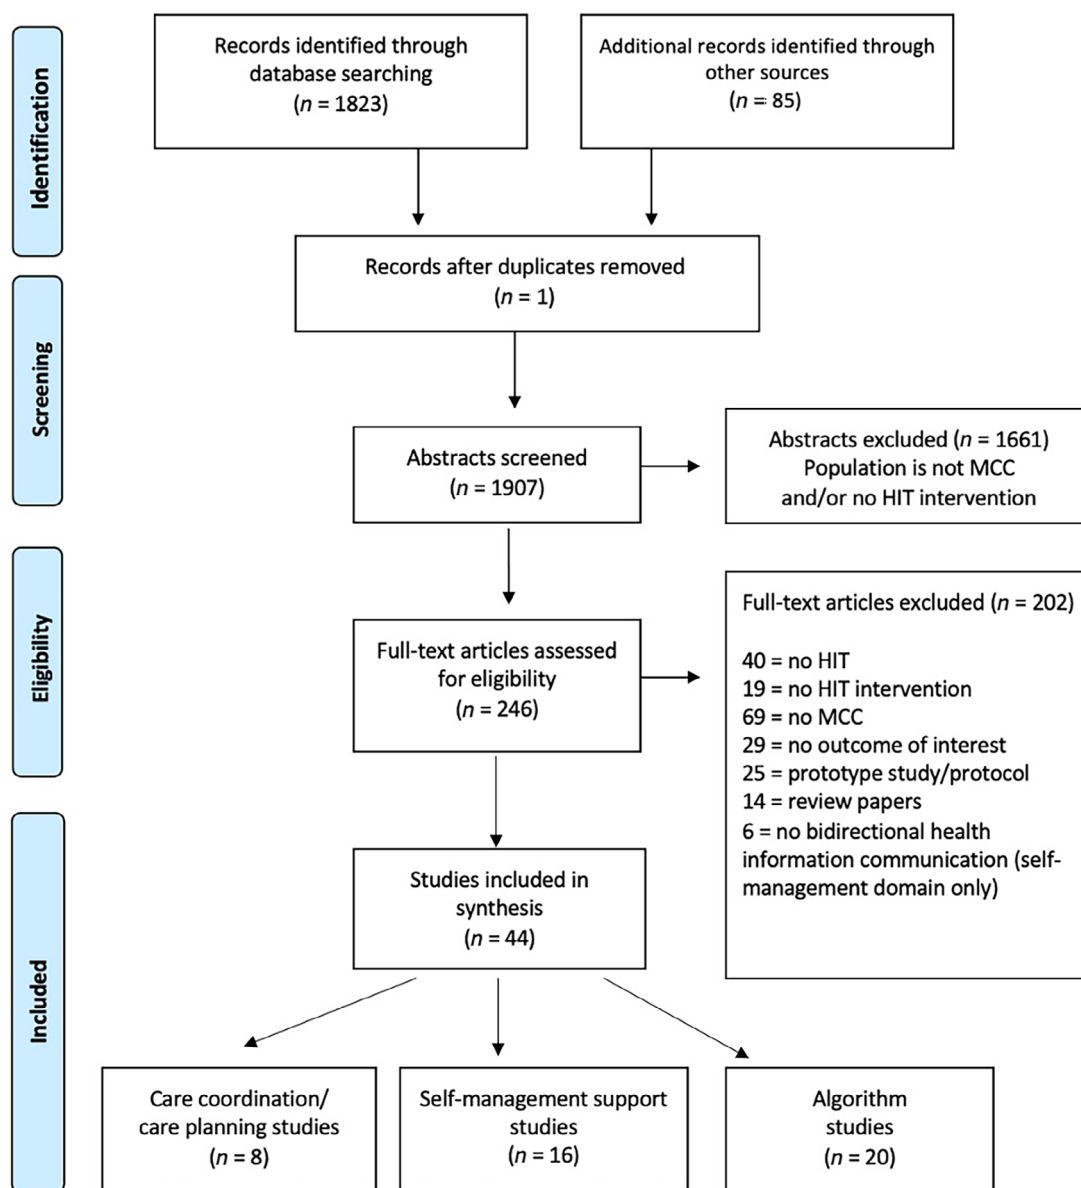 Identification
Records identified through
database searching
(n = 1823)
Additional records identified through
other sources
(n = 85)
Records after duplicates removed
(n = 1)
Screening
Abstracts screened
(n = 1907)
Abstracts excluded (n = 1661)
Population is not MCC
and/or no HIT intervention
Eligibility
Full-text articles assessed
for eligibility
(n = 246)
Full-text articles excluded (n = 202)
40 = no HIT
19 = no HIT intervention
69 = no MCC
29 = no outcome of interest
25 = prototype study/protocol
14 = review papers
6 = no bidirectional health
information communication (self-
management domain only)
Included
Studies included in
synthesis
(n = 44)
Care coordination/
care planning studies
(n = 8)
Self-management support
studies
(n = 16)
Algorithm
studies
(n = 20)